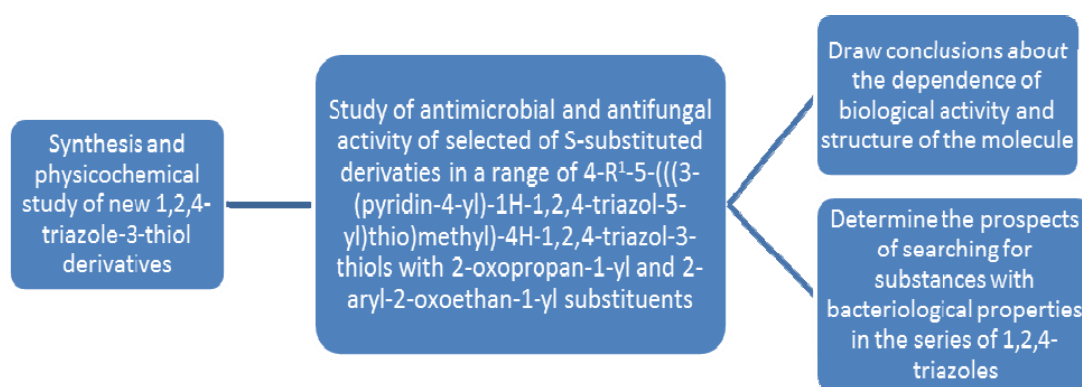 Synthesis and
physicochemical
study of new 1,2,4-
triazole-3-thiol
derivatives
Study of antimicrobial and antifungal
activity of selected of S-substituted
derivaties in a range of 4-R¹-5-(((3-
(pyridin-4-yl)-1H-1,2,4-triazol-5-
yl)thio)methyl)-4H-1,2,4-triazol-3-
thiols with 2-oxopropan-1-yl and 2-
aryl-2-oxoethan-1-yl substituents
Draw conclusions about
the dependence of
biological activity and
structure of the molecule
Determine the prospects
of searching for
substances with
bacteriological properties
in the series of 1,2,4-
triazoles